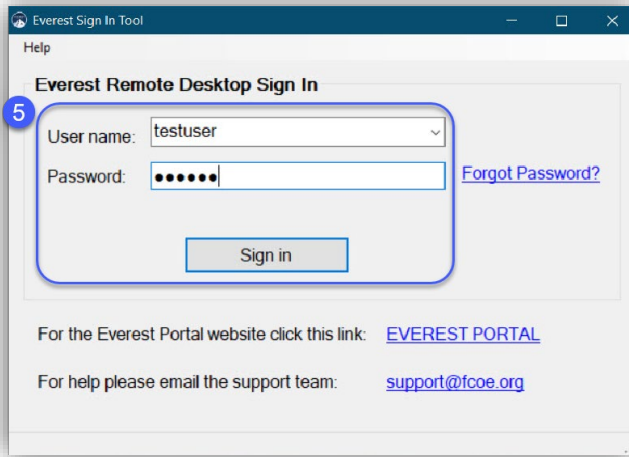 Everest Sign In Tool
Help
Everest Remote Desktop Sign In
5
User name: testuser
Password: ●●●●●●
Forgot Password?
Sign in
For the Everest Portal website click this link: EVEREST PORTAL
For help please email the support team: support@fcoe.org